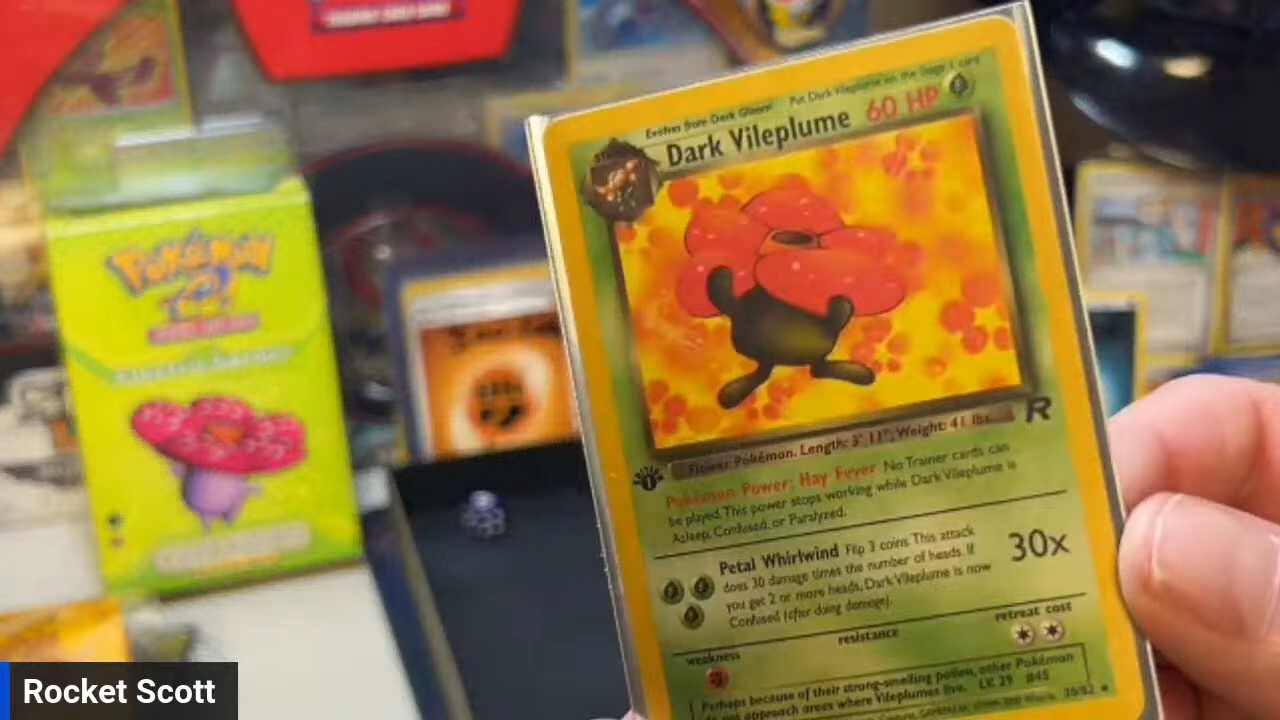 Pokémon
Evolves from Dark Gloom
Put Dark Vileplume on the Stage 1 card
Dark Vileplume
60 HP
Flower Pokémon. Length: 3' 11", Weight: 41 lbs.
R
Pokémon Power: Hay Fever No Trainer cards can
be played. This power stops working while Dark Vileplume is
Asleep, Confused, or Paralyzed.
Petal Whirlwind Flip 3 coins. This attack
does 30 damage times the number of heads. If
you get 2 or more heads, Dark Vileplume is now
Confused (after doing damage).
30x
weakness
resistance
retreat cost
Perhaps because of their strong-smelling pollen, other Pokémon
do not approach areas where Vileplumes live. LV. 29 #45
Rocket Scott